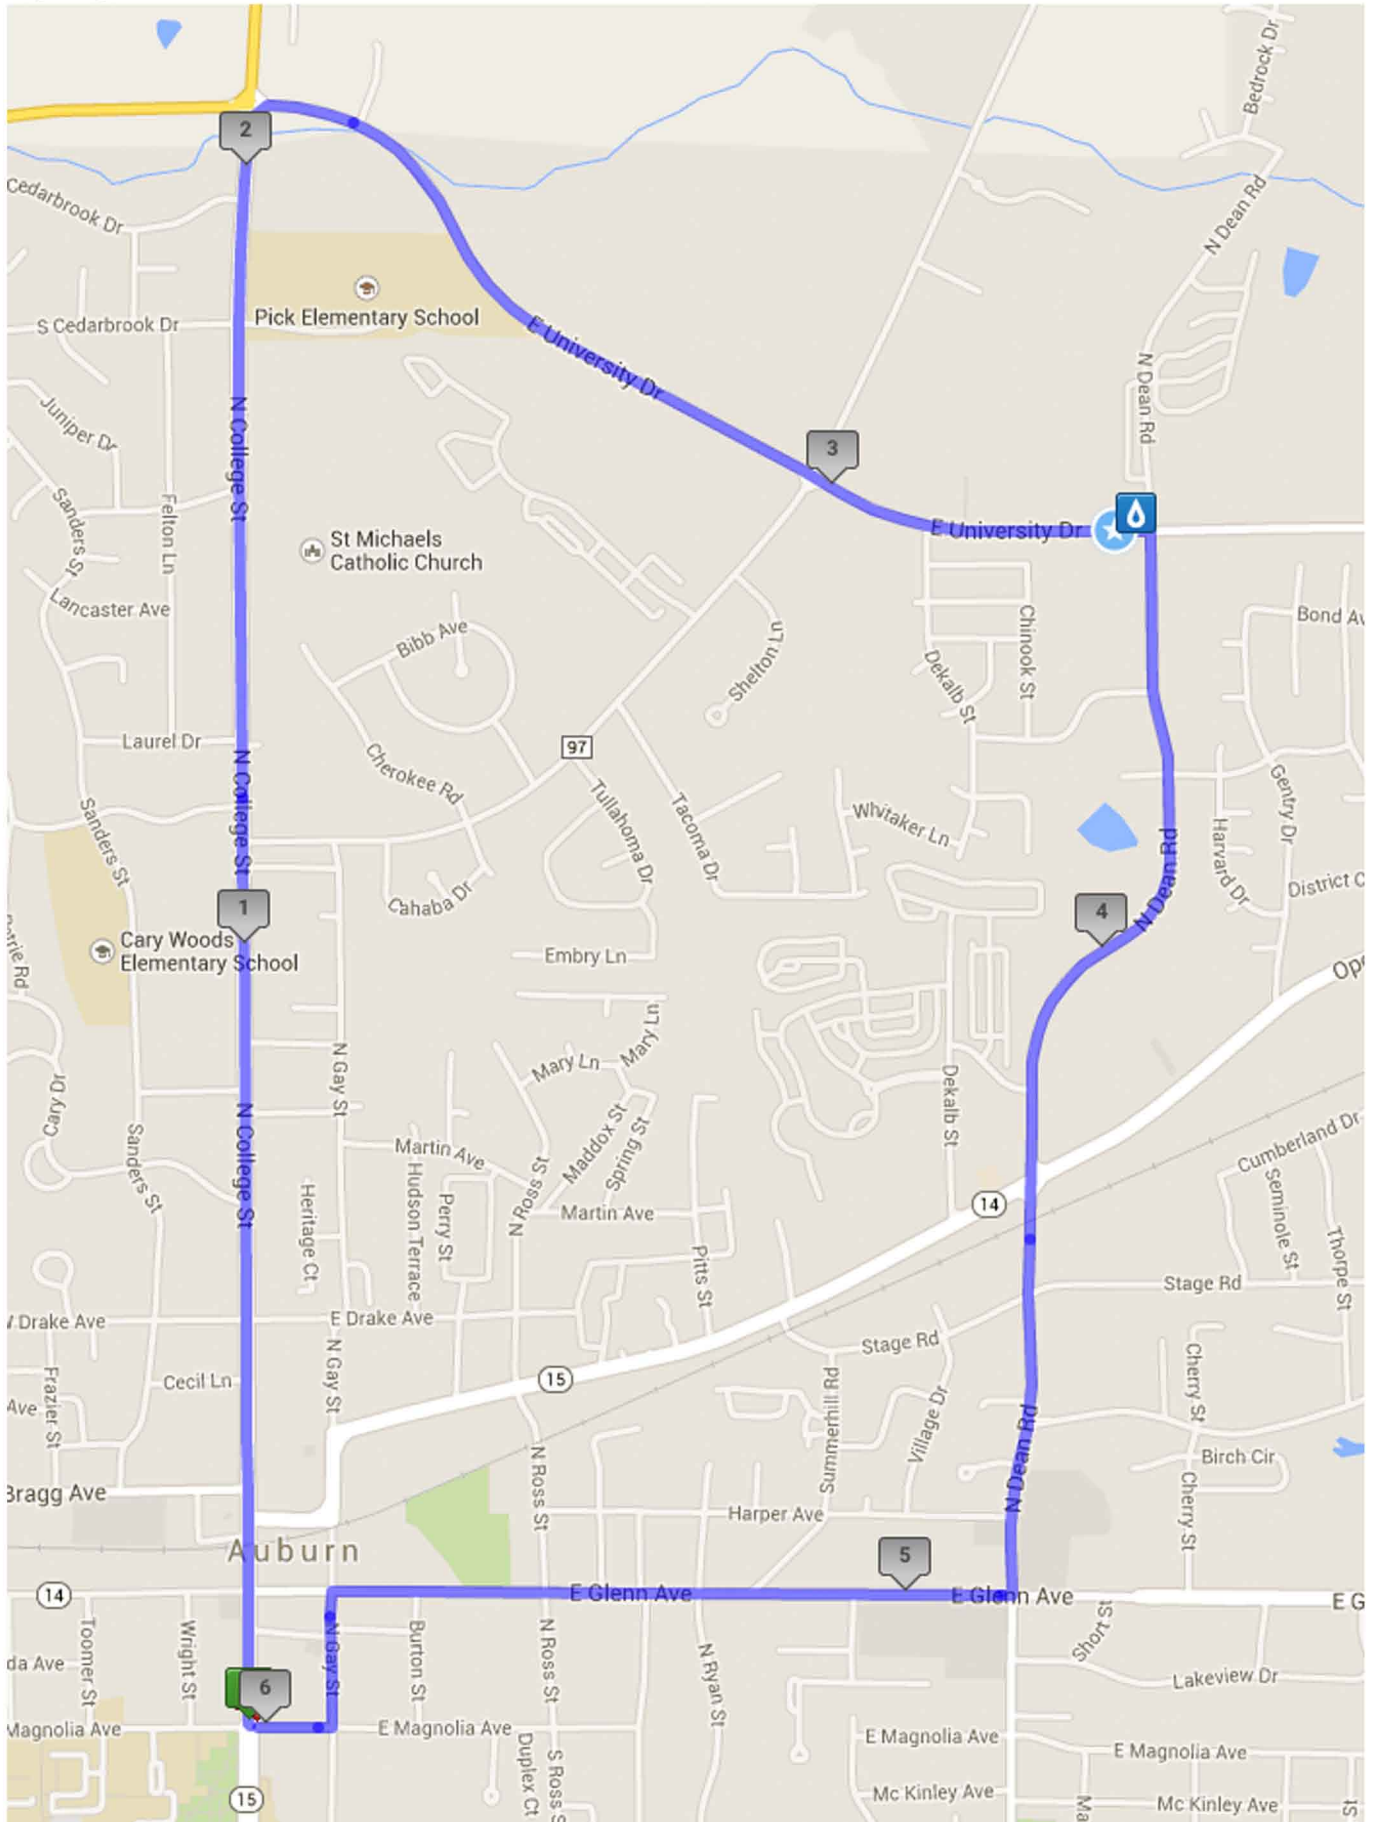 Bedrock Dr
2
Cedarbrook Dr
N Dean Rd
Pick Elementary School
S Cedarbrook Dr
E University Dr
N Dean Rd
Juniper Dr
N College St
3
Sanders St
Felton Ln
E University Dr
St Michaels
Catholic Church
Lancaster Ave
Bond Av
Chinook St
Bibb Ave
Shelton Ln
Dekalb St
Laurel Dr
97
N College St
Cherokee Rd
Tullahoma Dr
Tacoma Dr
Whitaker Ln
Gentry Dr
Sanders St
Harvard Dr
N Dean Rd
District C
Cahaba Dr
1
4
Cary Woods
Elementary School
Embry Ln
Ope
N Gay St
Mary Ln
Mary Ln
Cary Dr
Dekalb St
N College St
Maddox St
Spring St
Sanders St
Martin Ave
Cumberland Dr
Hudson Terrace
N Ross St
Heritage Ct
Perry St
Martin Ave
Seminole St
14
Pitts St
Thorpe St
Stage Rd
Drake Ave
E Drake Ave
Stage Rd
N Gay St
15
Cecil Ln
Frazier St
Summerhill Rd
Cherry St
Ave
Village Dr
N Dean Rd
N Ross St
Birch Cir
Bragg Ave
Cherry St
Harper Ave
Auburn
5
14
E Glenn Ave
E Glenn Ave
E G
Toomer St
Wright St
N Gay St
Burton St
N Ross St
N Ryan St
Short St
da Ave
Lakeview Dr
6
Magnolia Ave
E Magnolia Ave
E Magnolia Ave
E Magnolia Ave
Duplex Ct
S Ross S
Mc Kinley Ave
Mc Kinley Ave
15
Ma
St